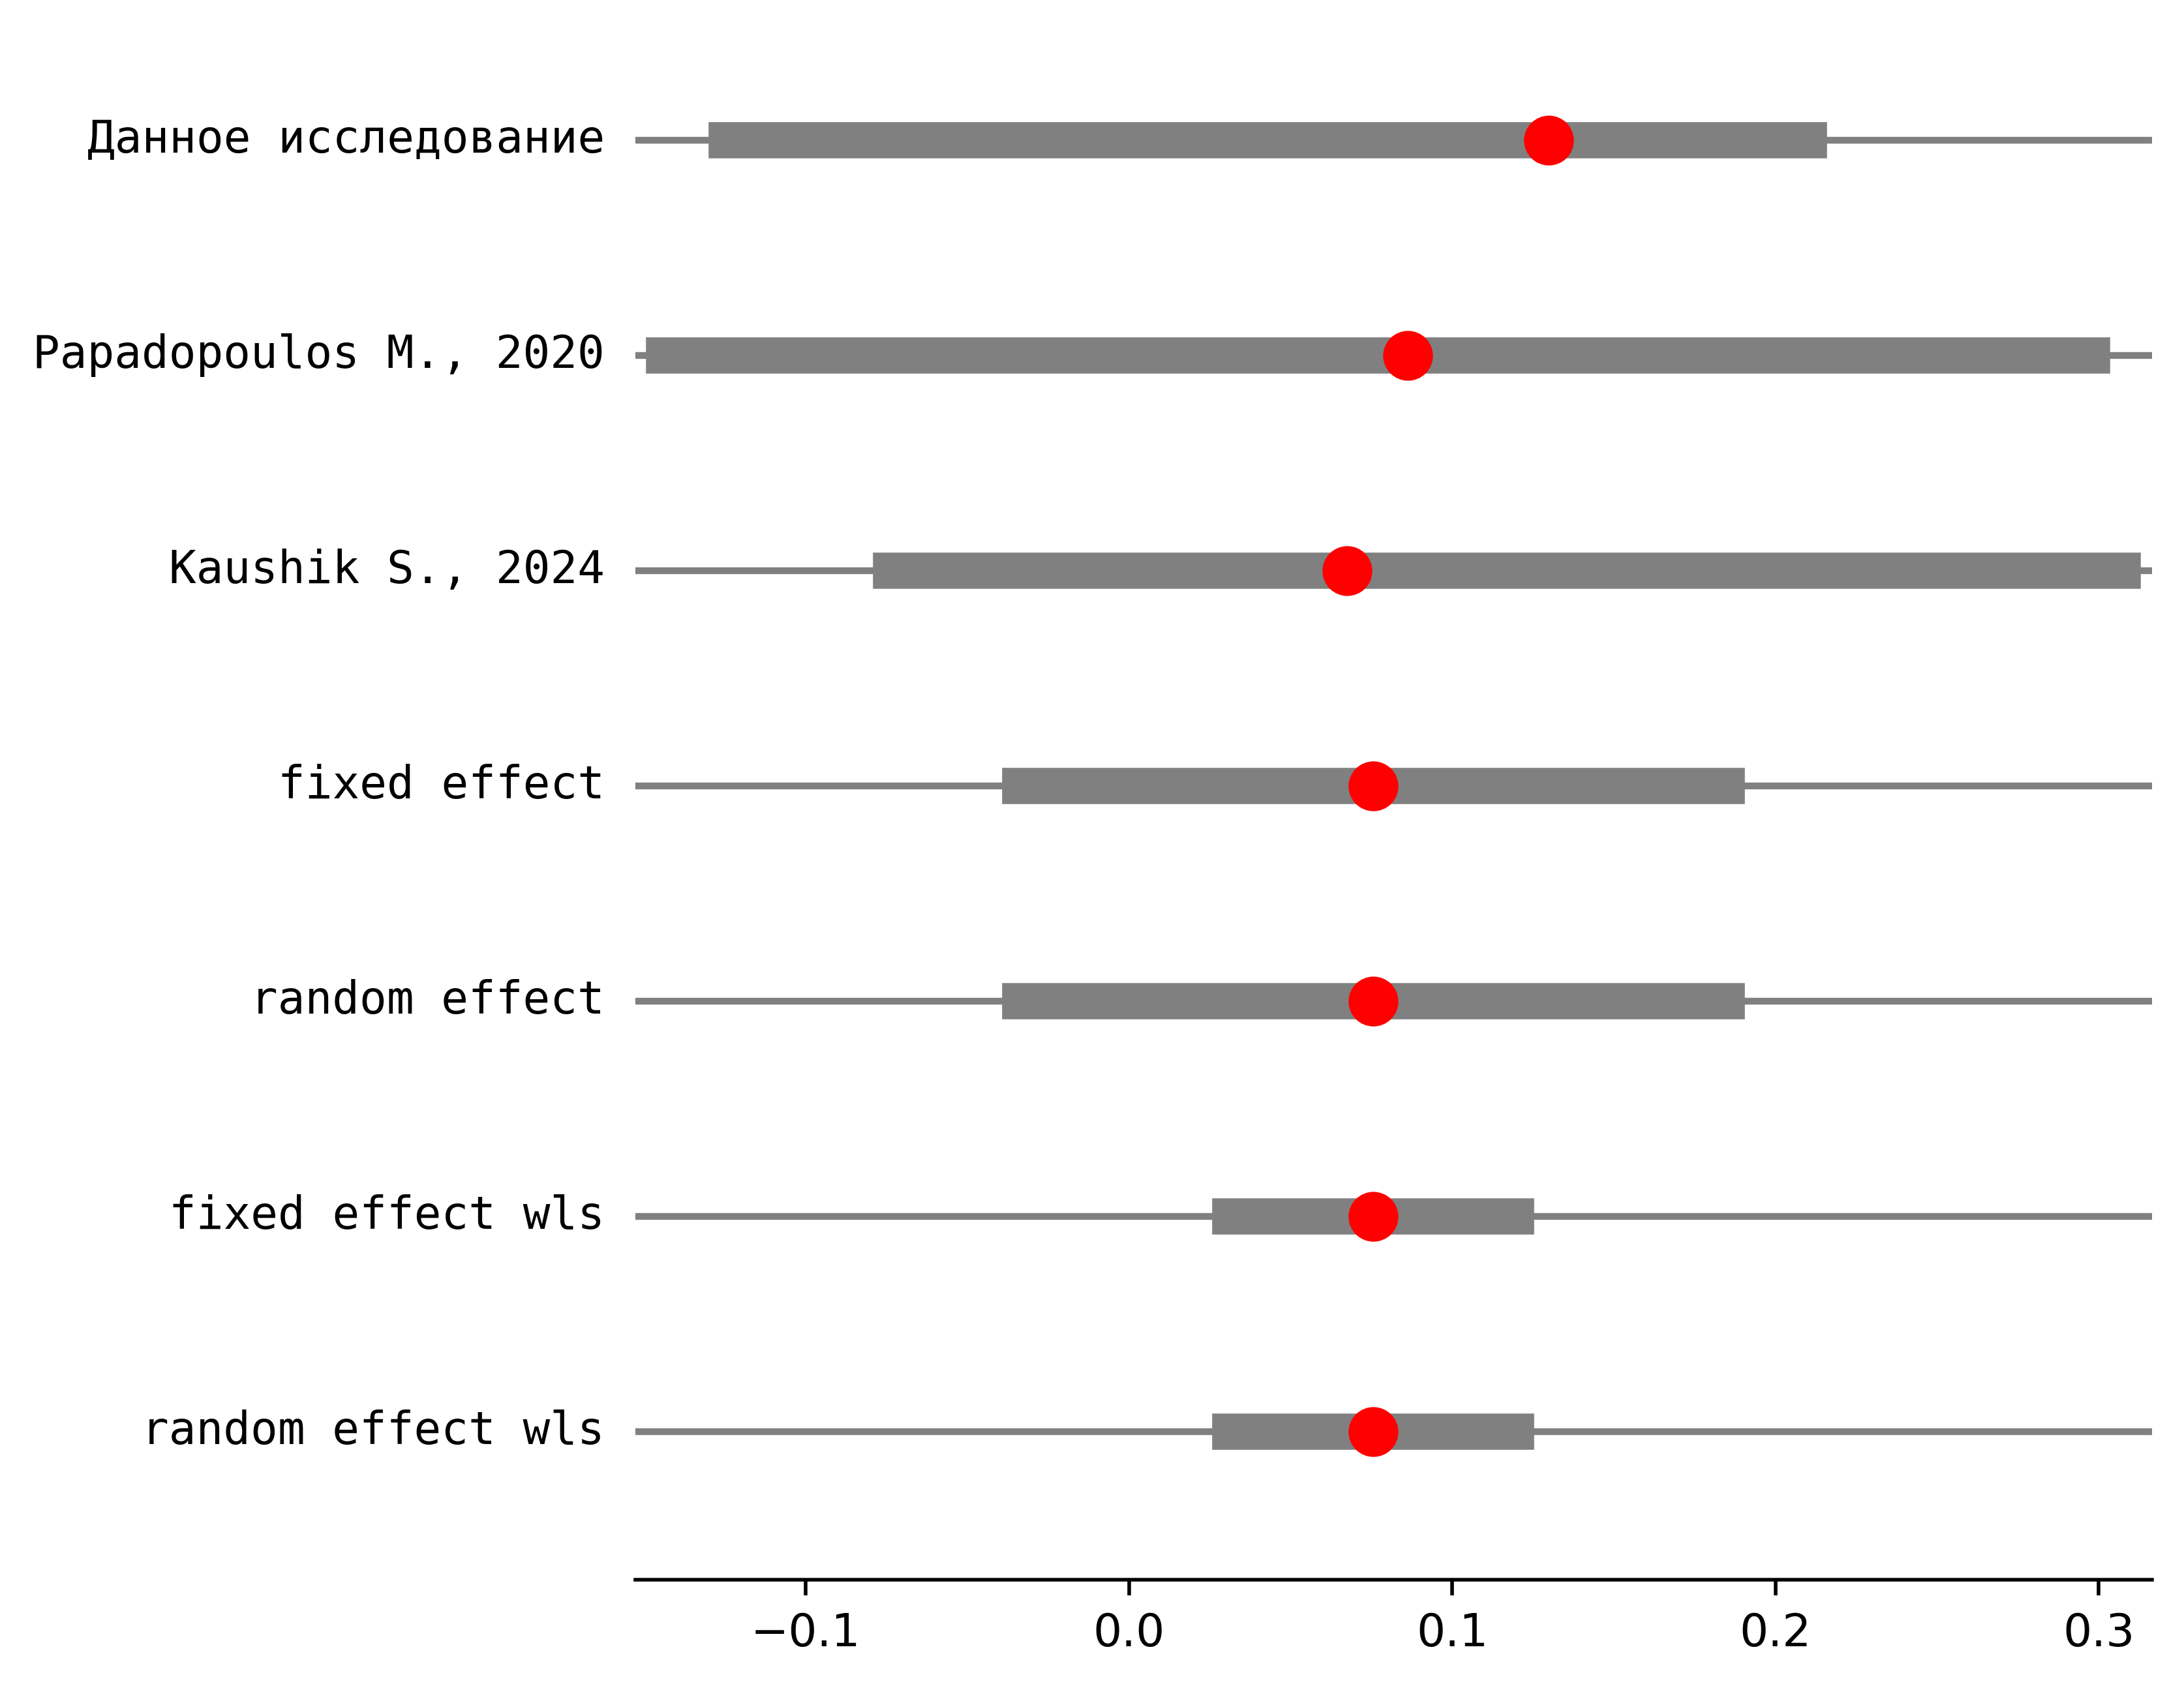 Данное исследование
Papadopoulos M., 2020
Kaushik S., 2024
fixed effect
random effect
fixed effect wls
random effect wls
−0.1 0.0 0.1 0.2 0.3